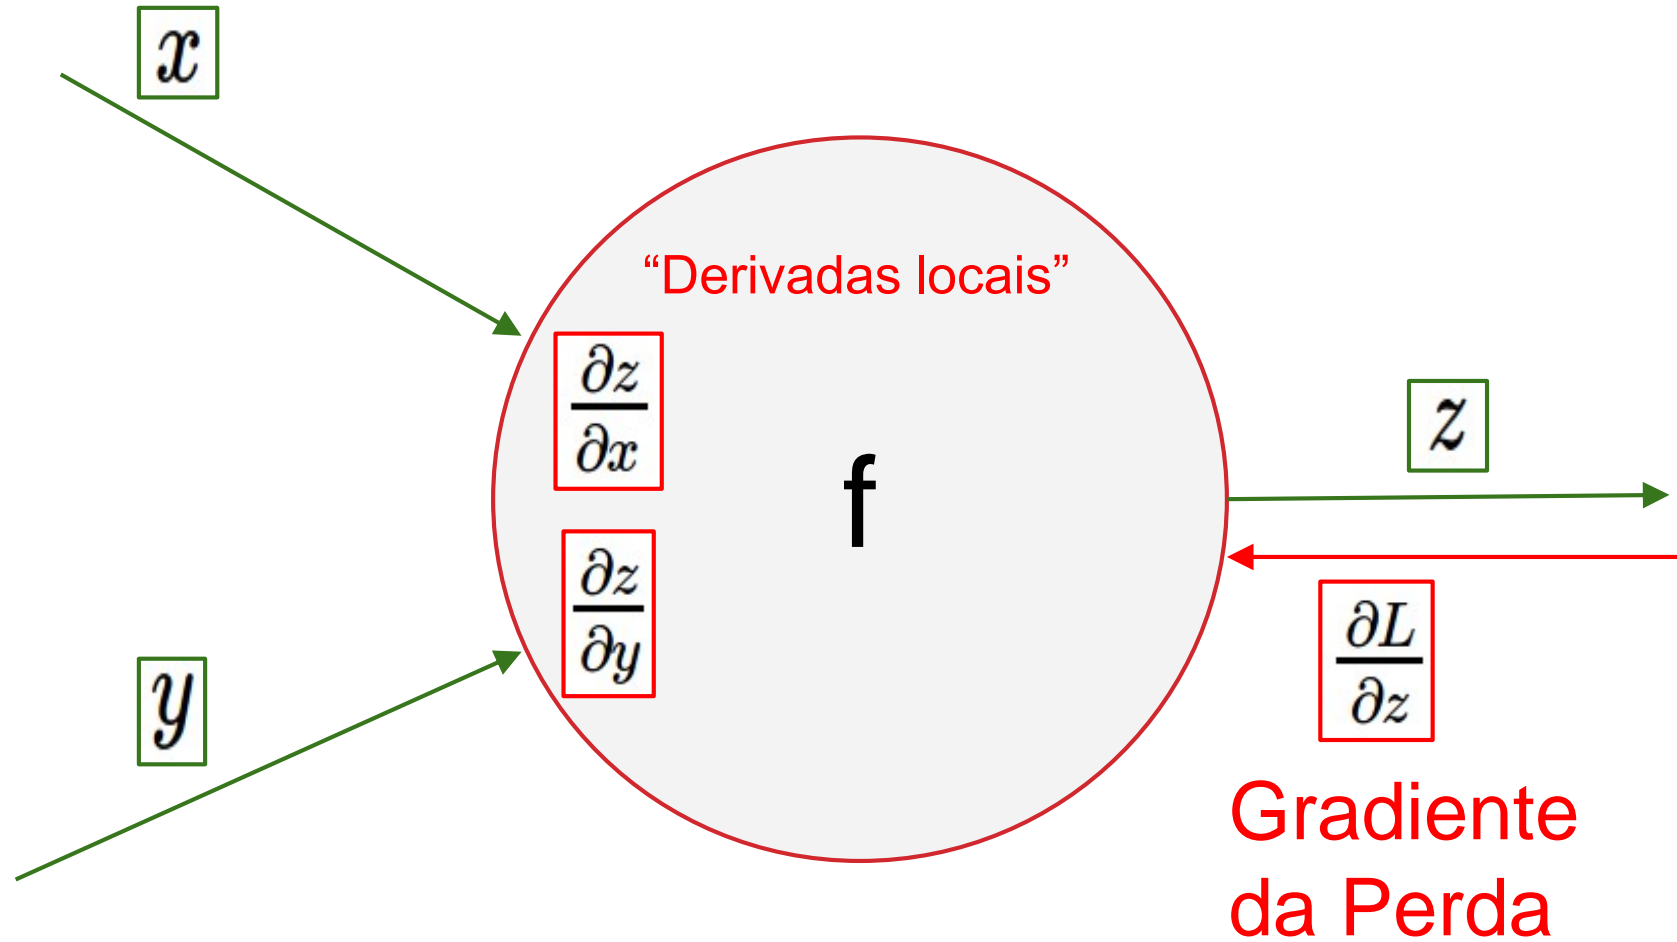 x
“Derivadas locais”
∂z
∂x
f
z
∂z
∂y
∂L
∂z
y
Gradiente
da Perda